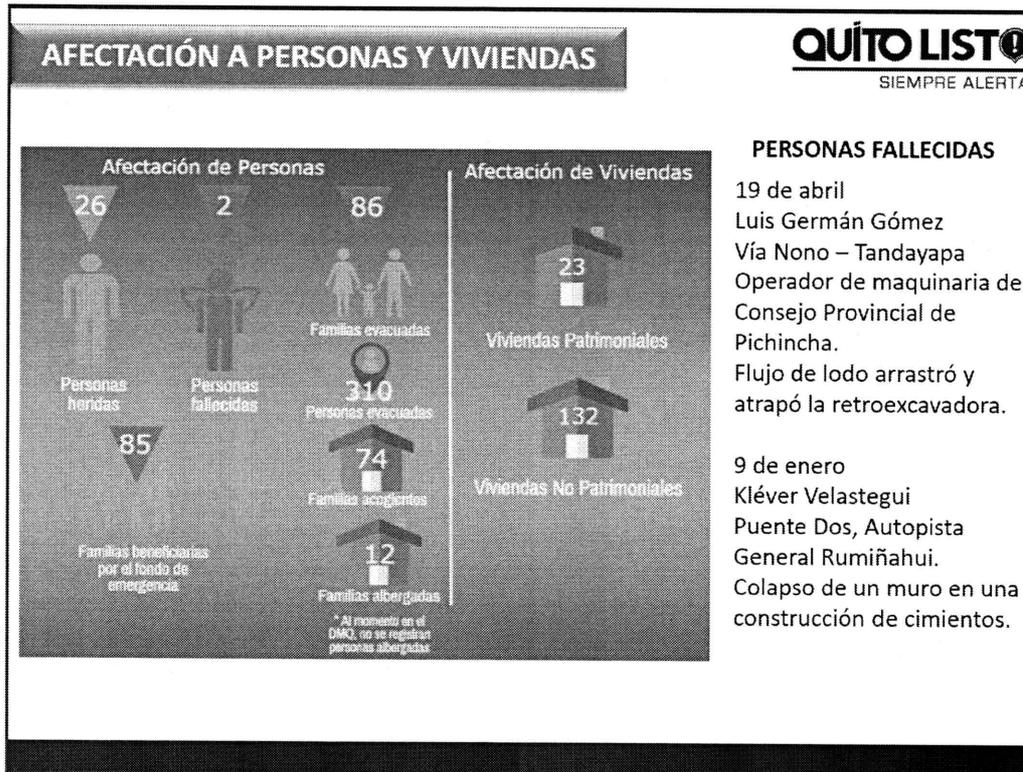 AFECTACIÓN A PERSONAS Y VIVIENDAS
QUITO LISTO
SIEMPRE ALERTA
Afectación de Personas
26
2
86
Personas
heridas
Personas
fallecidas
Familias evacuadas
310
Personas evacuadas
85
Familias beneficiarias
por el fondo de
emergencia
74
Familias acogientes
12
Familias albergadas
* Al momento en el
DMQ, no se registran
personas albergadas
Afectación de Viviendas
23
Viviendas Patrimoniales
132
Viviendas No Patrimoniales
PERSONAS FALLECIDAS
19 de abril
Luis Germán Gómez
Vía Nono – Tandayapa
Operador de maquinaria de
Consejo Provincial de
Pichincha.
Flujo de lodo arrastró y
atrapó la retroexcavadora.
9 de enero
Kléver Velastegui
Puente Dos, Autopista
General Rumiñahui.
Colapso de un muro en una
construcción de cimientos.